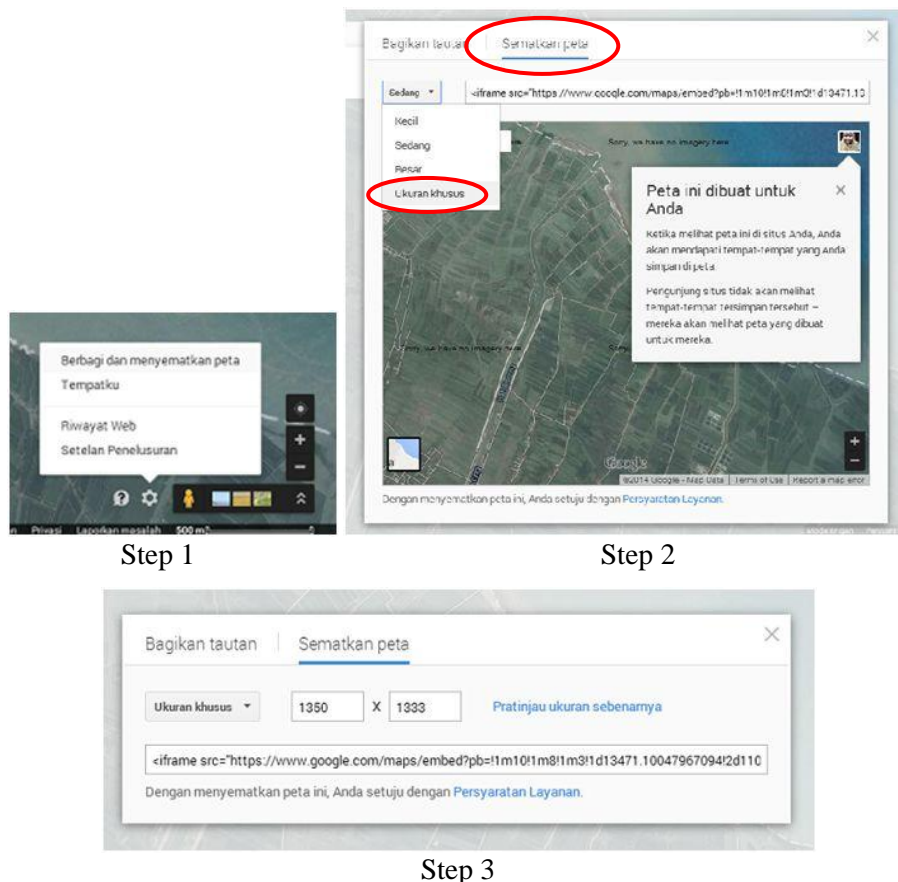 Berbagi dan menyematkan peta
Tempatku
Riwayat Web
Setelan Penelusuran
Privasi Laporkan masalah 500 m
Step 1
Bagikan tautan Sematkan peta
Sedang
<iframe src="https://www.google.com/maps/embed?pb=!1m10!1m8!1m3!1d13471.10
Kecil
Sedang
Besar
Ukuran khusus
Sorry, we have no imagery here
Peta ini dibuat untuk
Anda
Ketika melihat peta ini di situs Anda, Anda
akan mendapati tempat-tempat yang Anda
simpan di peta.
Pengunjung situs tidak akan melihat
tempat-tempat tersimpan tersebut –
mereka akan melihat peta yang dibuat
untuk mereka.
Sorry, we have no imagery here
Sorry,
Google
©2014 Google - Map Data Terms of Use Report a map error
Dengan menyematkan peta ini, Anda setuju dengan Persyaratan Layanan.
Step 2
Bagikan tautan Sematkan peta
Ukuran khusus 1350 X 1333 Pratinjau ukuran sebenarnya
<iframe src="https://www.google.com/maps/embed?pb=!1m10!1m8!1m3!1d13471.10047967094!2d110
Dengan menyematkan peta ini, Anda setuju dengan Persyaratan Layanan.
Step 3